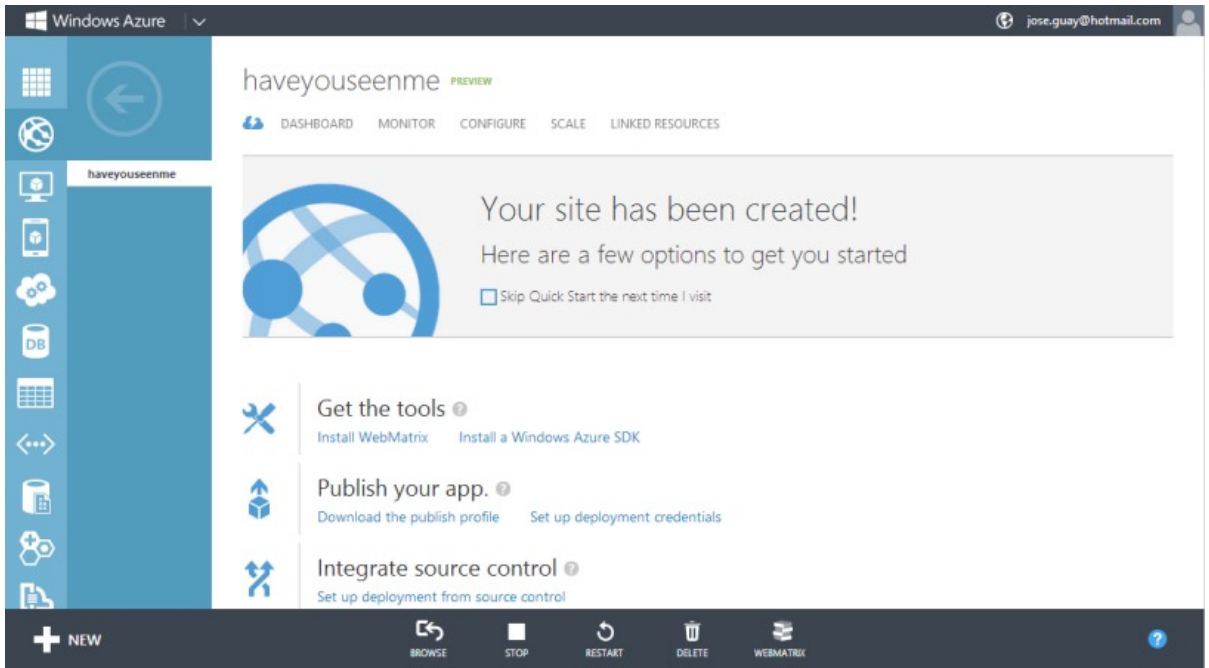 Windows Azure
jose.guay@hotmail.com
haveyouseenme PREVIEW
DASHBOARD MONITOR CONFIGURE SCALE LINKED RESOURCES
haveyouseenme
Your site has been created!
Here are a few options to get you started
Skip Quick Start the next time I visit
DB
Get the tools ?
Install WebMatrix Install a Windows Azure SDK
Publish your app. ?
Download the publish profile Set up deployment credentials
Integrate source control ?
Set up deployment from source control
NEW
BROWSE STOP RESTART DELETE WEBMATRIX
?